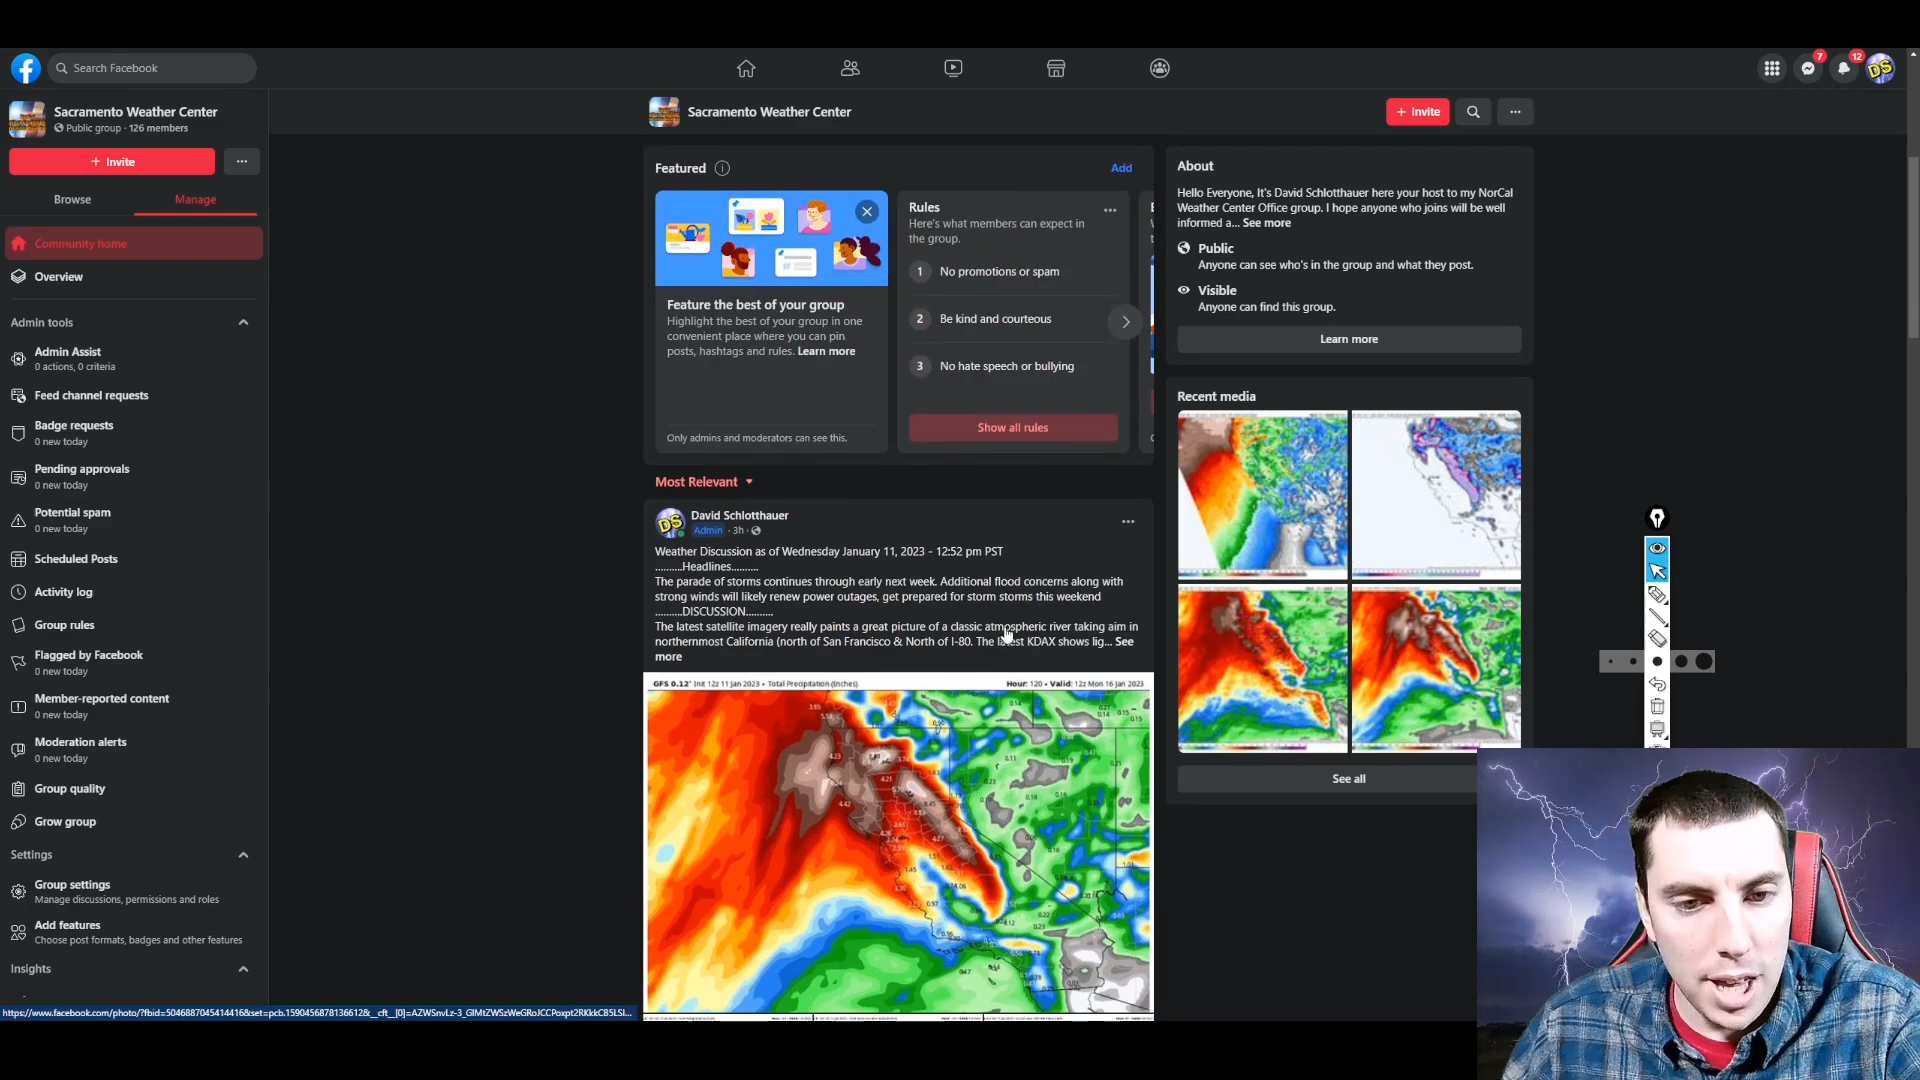 Search Facebook
7
12
DS
Sacramento Weather Center
Public group · 126 members
+ Invite
Browse
Manage
Community home
Overview
Admin tools
Admin Assist
0 actions, 0 criteria
Feed channel requests
Badge requests
0 new today
Pending approvals
0 new today
Potential spam
0 new today
Scheduled Posts
Activity log
Group rules
Flagged by Facebook
0 new today
Member-reported content
0 new today
Moderation alerts
0 new today
Group quality
Grow group
Settings
Group settings
Manage discussions, permissions and roles
Add features
Choose post formats, badges and other features
Insights
Sacramento Weather Center
+ Invite
Featured
Add
Feature the best of your group
Highlight the best of your group in one
convenient place where you can pin
posts, hashtags and rules. Learn more
Only admins and moderators can see this.
Rules
Here's what members can expect in
the group.
1 No promotions or spam
2 Be kind and courteous
3 No hate speech or bullying
Show all rules
Most Relevant
DS
David Schlotthauer
Admin · 3h ·
Weather Discussion as of Wednesday January 11, 2023 - 12:52 pm PST
..........Headlines..........
The parade of storms continues through early next week. Additional flood concerns along with
strong winds will likely renew power outages, get prepared for storm storms this weekend
..........DISCUSSION..........
The latest satellite imagery really paints a great picture of a classic atmospheric river taking aim in
northernmost California (north of San Francisco & North of I-80. The latest KDAX shows lig... See
more
GFS 0.12° Init 12z 11 Jan 2023 • Total Precipitation (Inches)
Hour: 120 • Valid: 12z Mon 16 Jan 2023
About
Hello Everyone, It's David Schlotthauer here your host to my NorCal
Weather Center Office group. I hope anyone who joins will be well
informed a... See more
Public
Anyone can see who's in the group and what they post.
Visible
Anyone can find this group.
Learn more
Recent media
See all